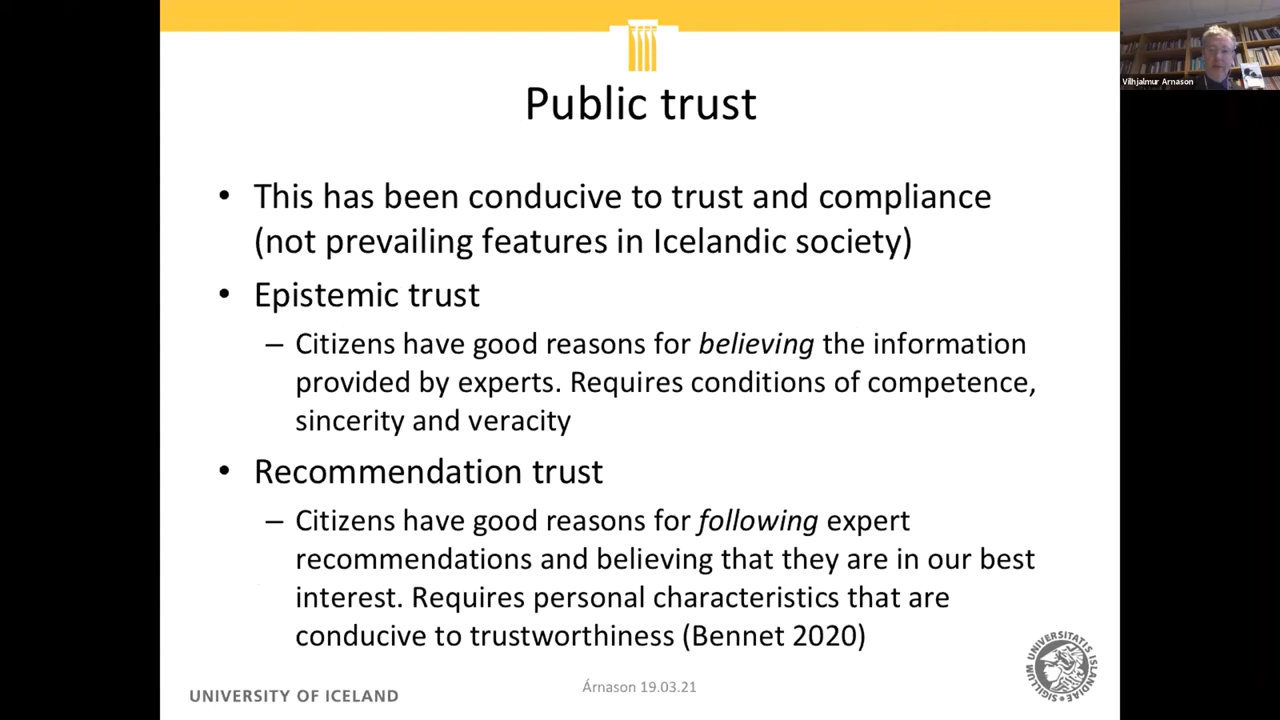 Public trust
• This has been conducive to trust and compliance
(not prevailing features in Icelandic society)
• Epistemic trust
– Citizens have good reasons for believing the information
provided by experts. Requires conditions of competence,
sincerity and veracity
• Recommendation trust
– Citizens have good reasons for following expert
recommendations and believing that they are in our best
interest. Requires personal characteristics that are
conducive to trustworthiness (Bennet 2020)
UNIVERSITY OF ICELAND
Árnason 19.03.21
UNIVERSITATIS ISLANDIAE SIGILLUM
Vilhjalmur Arnason